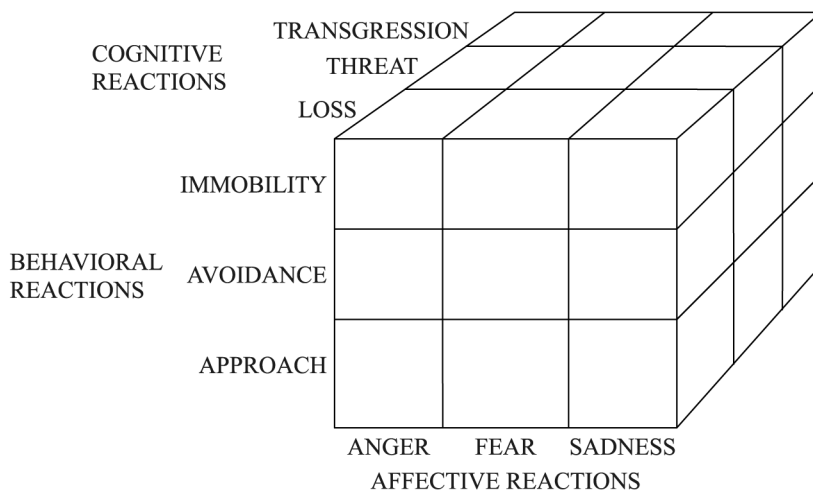 TRANSGRESSION
COGNITIVE
REACTIONS
THREAT
LOSS
IMMOBILITY
BEHAVIORAL
REACTIONS
AVOIDANCE
APPROACH
ANGER FEAR SADNESS
AFFECTIVE REACTIONS